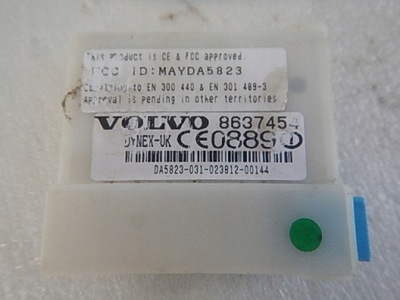 This Product is CE & FCC approved.
FCC ID:MAYDA5823
to EN 300 440 & EN 301 489-3
Approval is pending in other territories
VOLVO 8637454
DYNEX-UK CE0889
DA5823-031-023812-00144